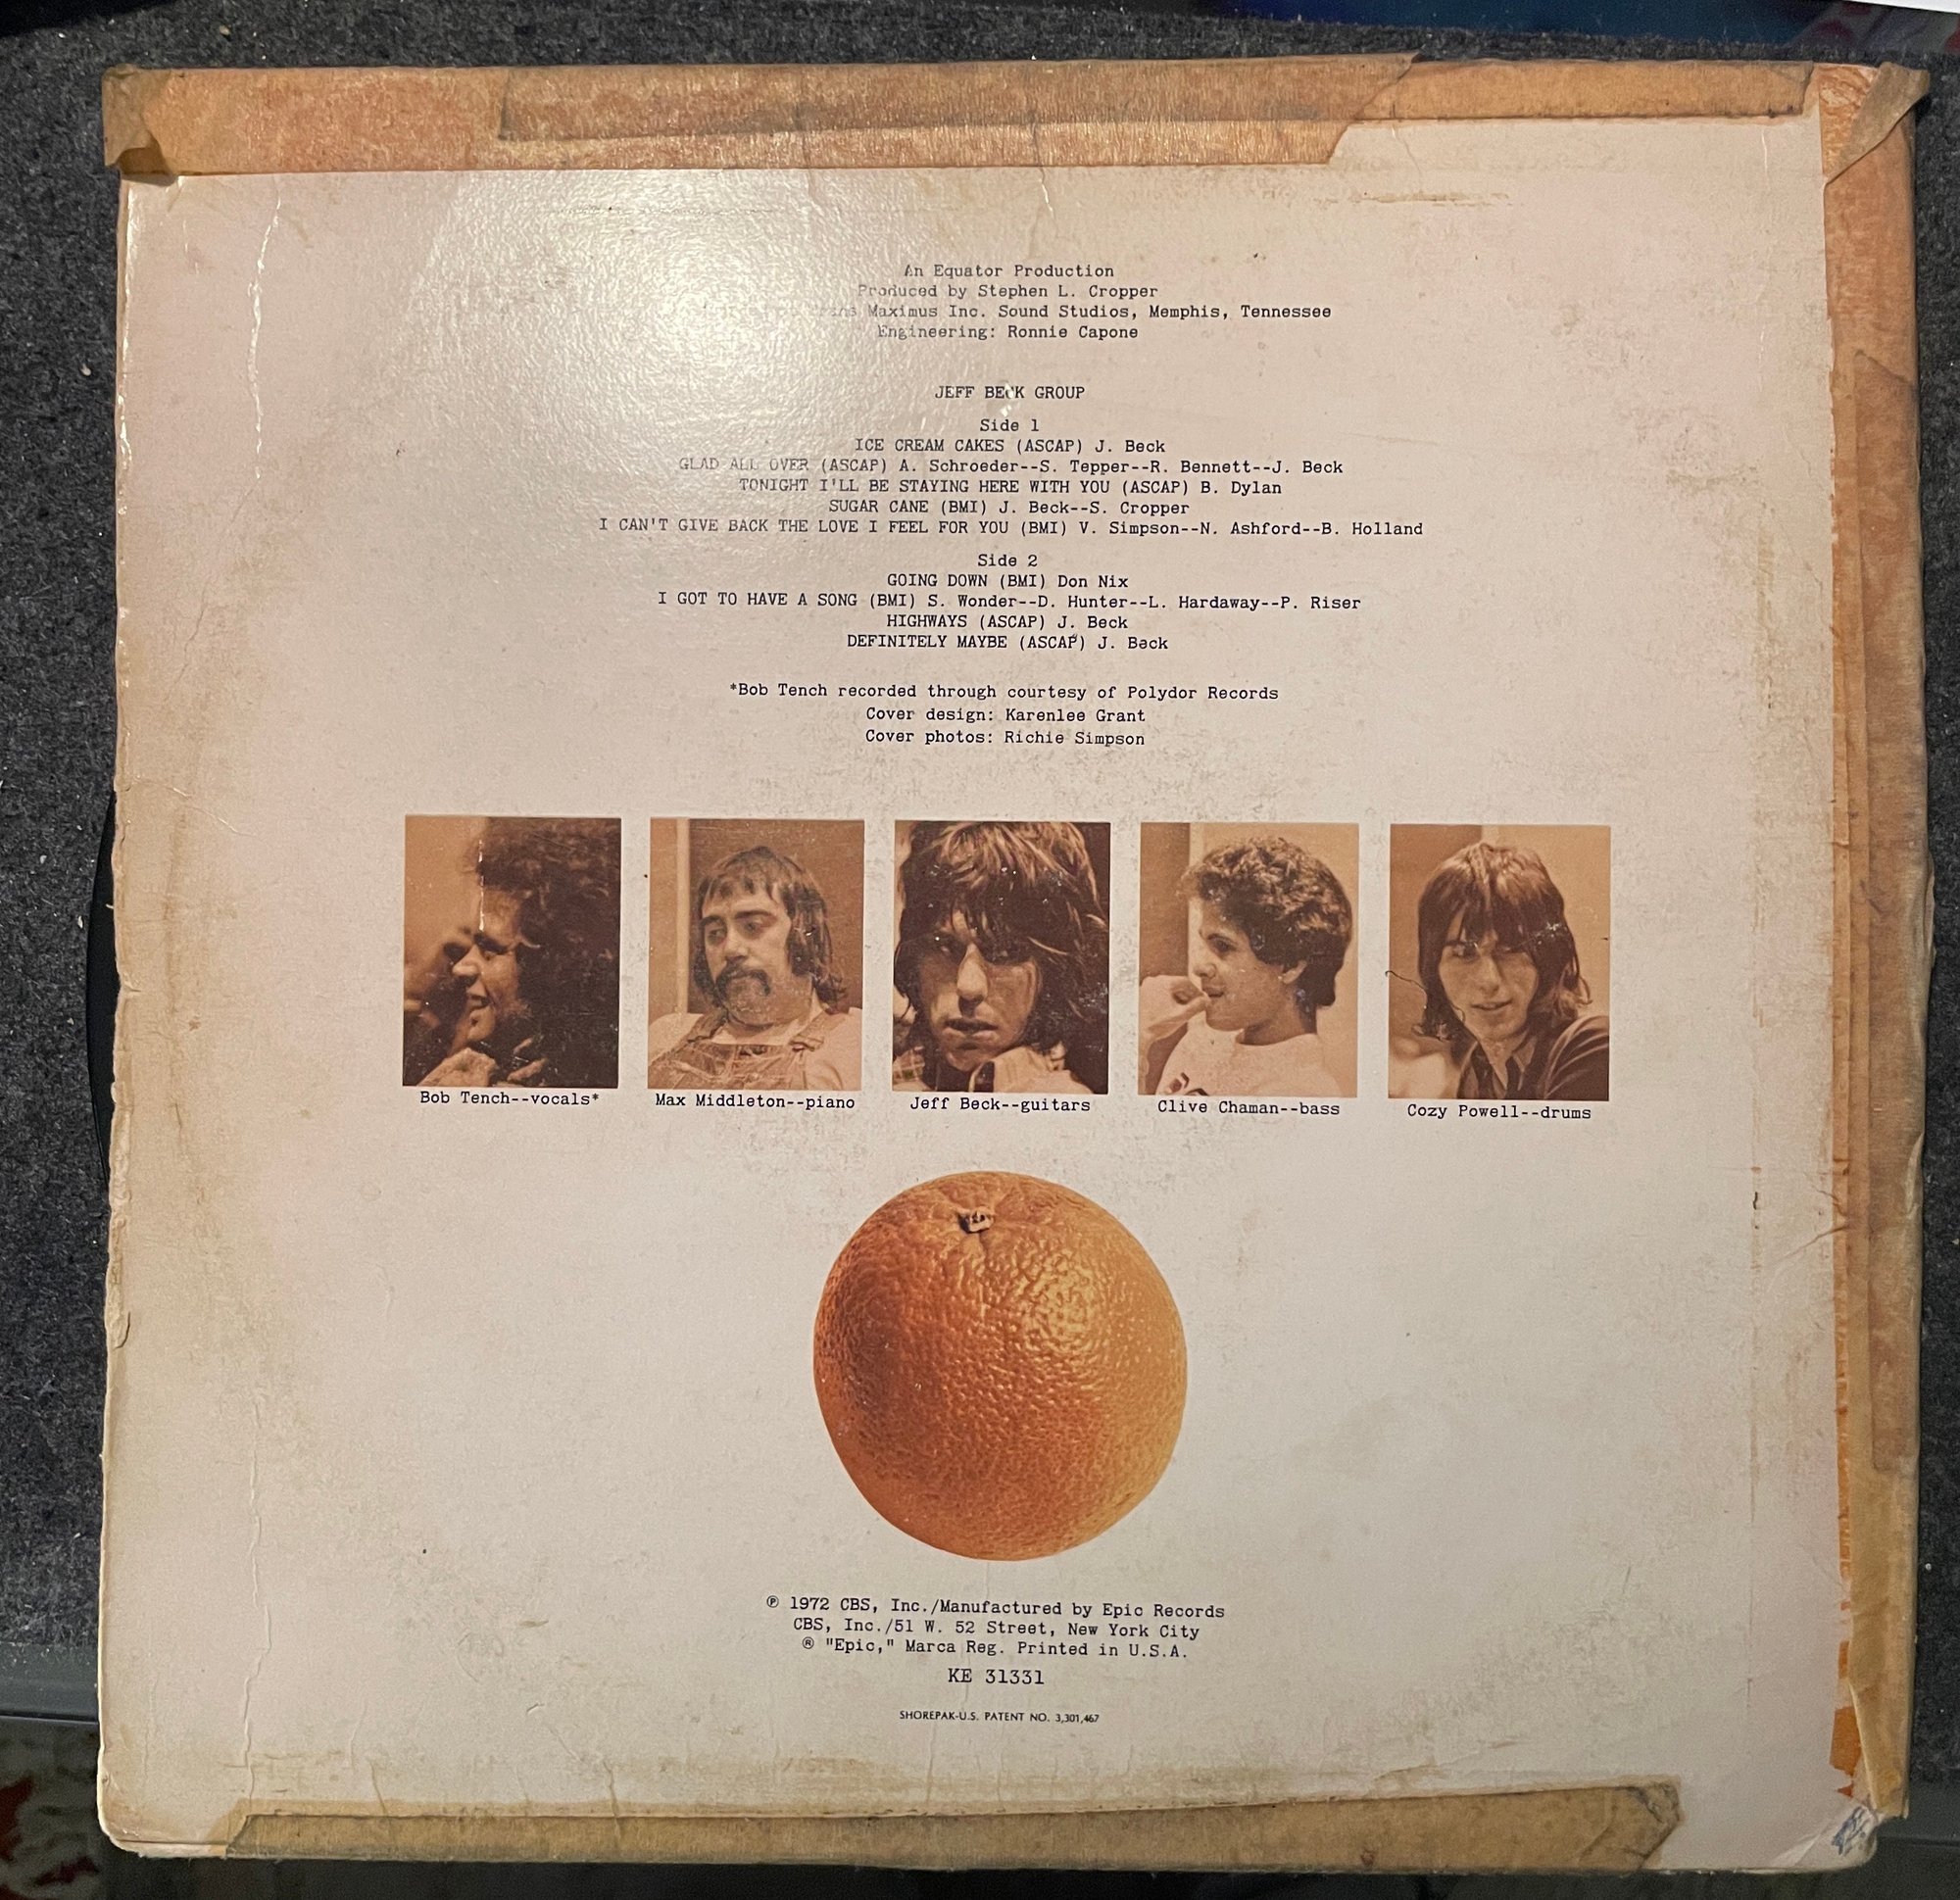 An Equator Production
Produced by Stephen L. Cropper
Maximus Inc. Sound Studios, Memphis, Tennessee
Engineering: Ronnie Capone
JEFF BECK GROUP
Side 1
ICE CREAM CAKES (ASCAP) J. Beck
GLAD ALL OVER (ASCAP) A. Schroeder--S. Tepper--R. Bennett--J. Beck
TONIGHT I'LL BE STAYING HERE WITH YOU (ASCAP) B. Dylan
SUGAR CANE (BMI) J. Beck--S. Cropper
I CAN'T GIVE BACK THE LOVE I FEEL FOR YOU (BMI) V. Simpson--N. Ashford--B. Holland
Side 2
GOING DOWN (BMI) Don Nix
I GOT TO HAVE A SONG (BMI) S. Wonder--D. Hunter--L. Hardaway--P. Riser
HIGHWAYS (ASCAP) J. Beck
DEFINITELY MAYBE (ASCAP) J. Beck
*Bob Tench recorded through courtesy of Polydor Records
Cover design: Karenlee Grant
Cover photos: Richie Simpson
Bob Tench--vocals*
Max Middleton--piano
Jeff Beck--guitars
Clive Chaman--bass
Cozy Powell--drums
℗ 1972 CBS, Inc./Manufactured by Epic Records
CBS, Inc./51 W. 52 Street, New York City
® "Epic," Marca Reg. Printed in U.S.A.
KE 31331
SHOREPAK-U.S. PATENT NO. 3,301,467